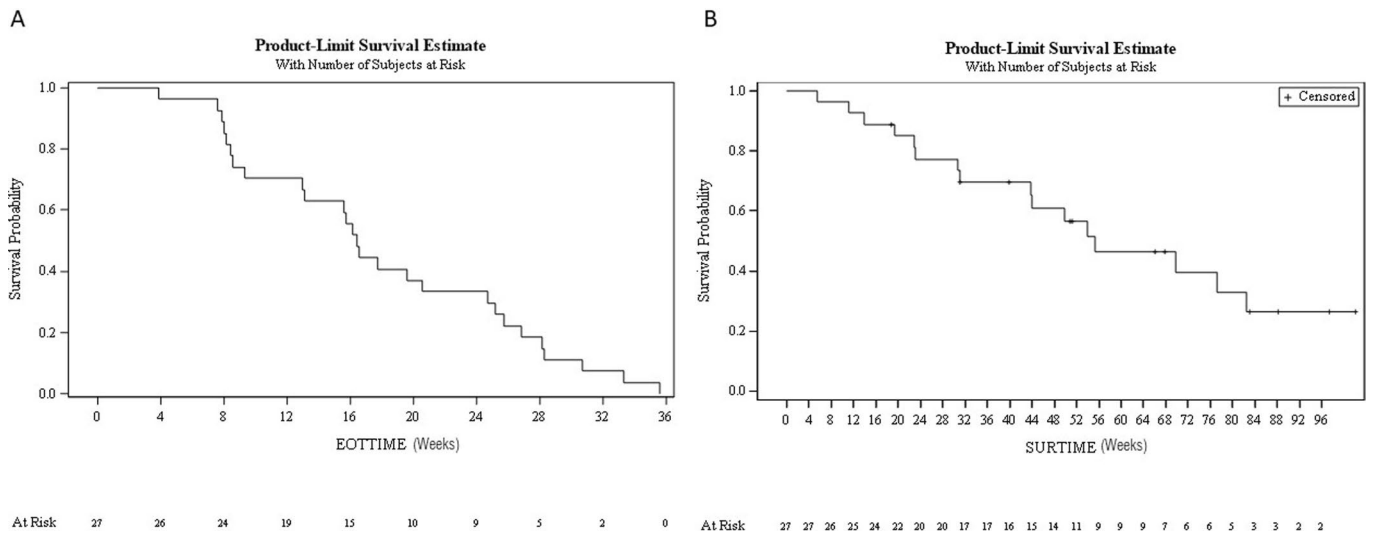 A
Product-Limit Survival Estimate
With Number of Subjects at Risk
Survival Probability
1.0
0.8
0.6
0.4
0.2
0.0
0 4 8 12 16 20 24 28 32 36
EOTTIME (Weeks)
At Risk 27 26 24 19 15 10 9 5 2 0
B
Product-Limit Survival Estimate
With Number of Subjects at Risk
+ Censored
Survival Probability
1.0
0.8
0.6
0.4
0.2
0.0
0 4 8 12 16 20 24 28 32 36 40 44 48 52 56 60 64 68 72 76 80 84 88 92 96
SURTIME (Weeks)
At Risk 27 27 26 25 24 22 20 20 17 17 16 15 14 11 9 9 9 7 6 6 5 3 3 2 2